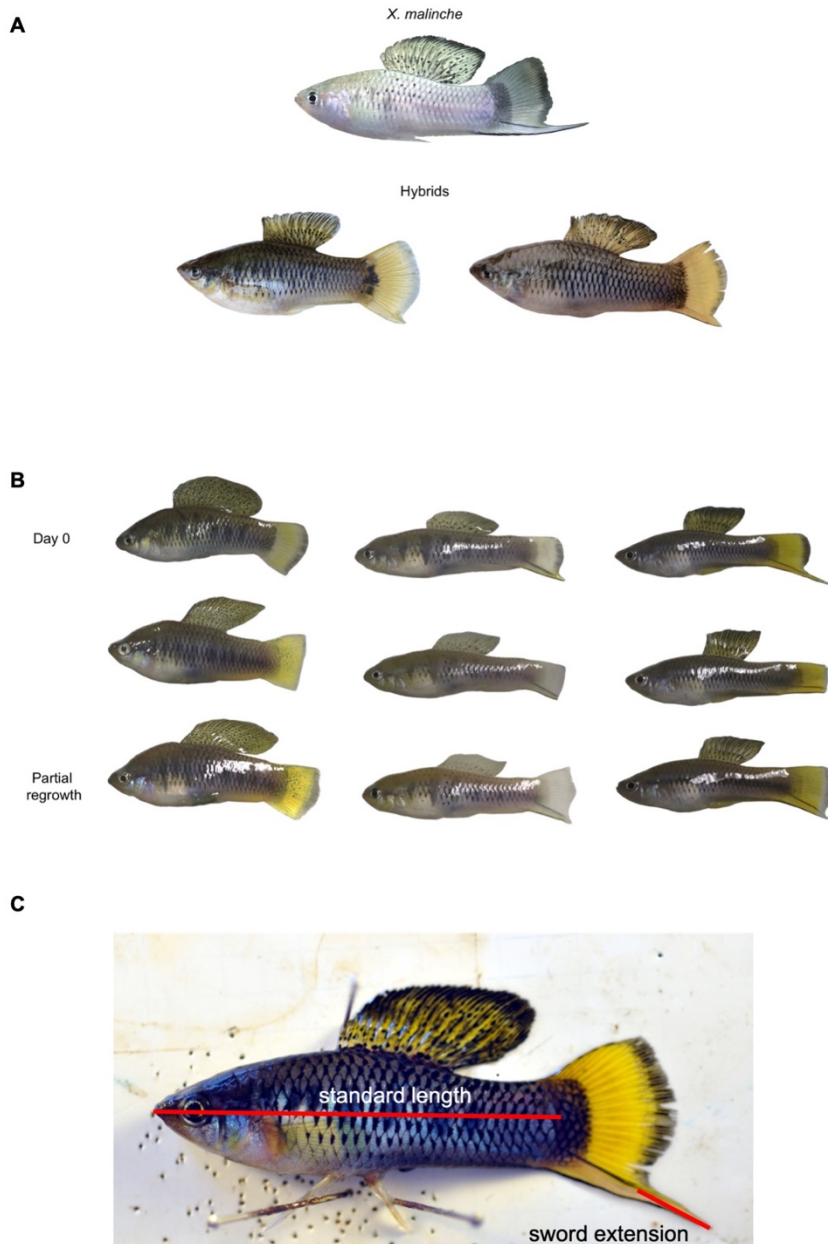 A
X. malinche
Hybrids
B
Day 0
Partial
regrowth
C
standard length
sword extension